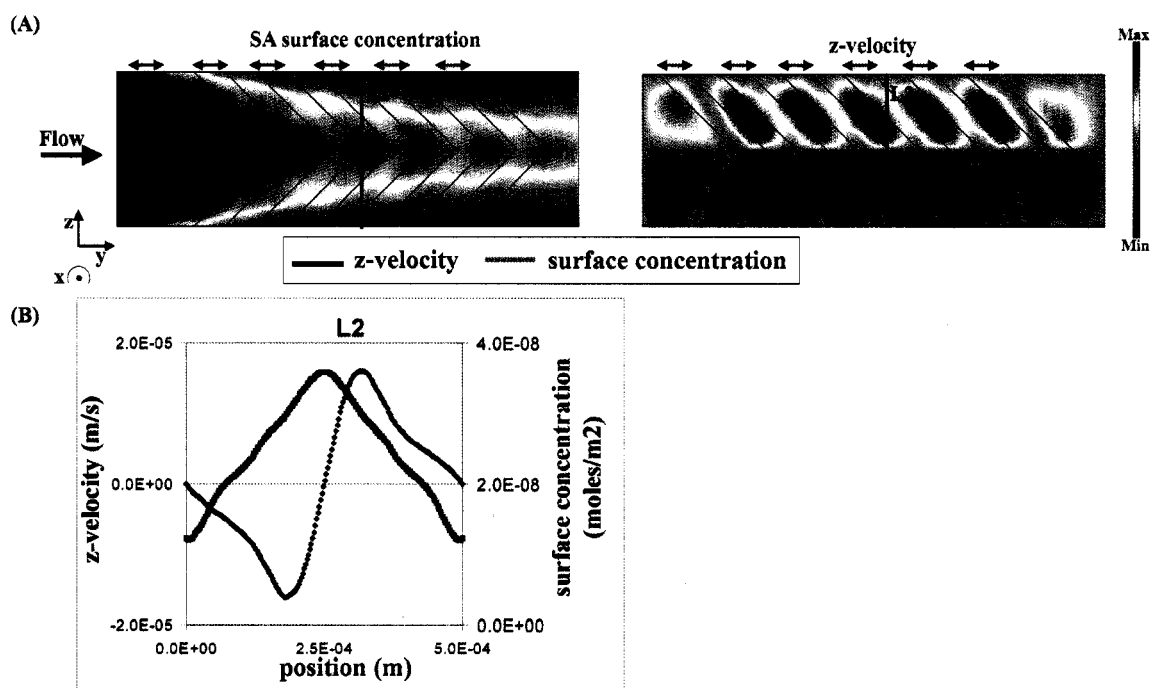 (A)
SA surface concentration
z-velocity
Max
Flow
Min
z
y
x
z-velocity
surface concentration
(B)
L2
2.0E-05
4.0E-08
z-velocity (m/s)
0.0E+00
2.0E-08
surface concentration
(moles/m2)
-2.0E-05
0.0E+00
0.0E+00
2.5E-04
5.0E-04
position (m)